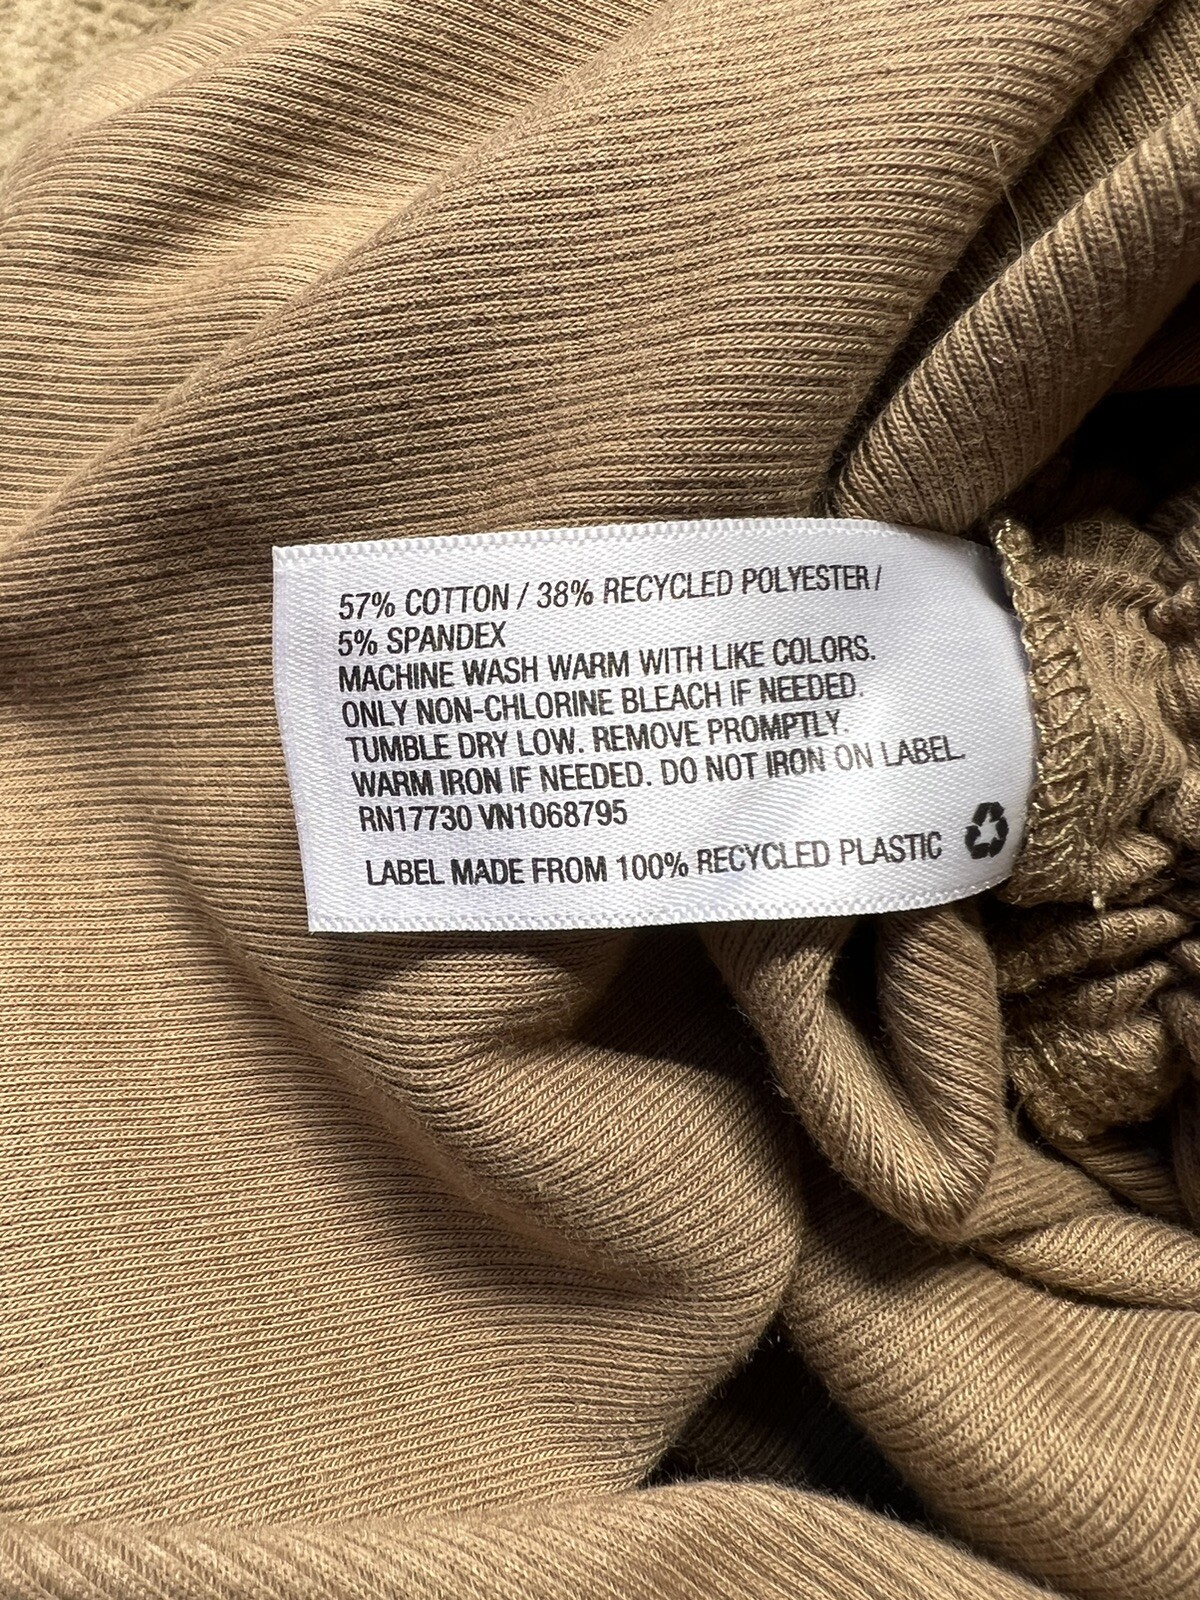 57% COTTON / 38% RECYCLED POLYESTER /
5% SPANDEX
MACHINE WASH WARM WITH LIKE COLORS.
ONLY NON-CHLORINE BLEACH IF NEEDED.
TUMBLE DRY LOW. REMOVE PROMPTLY.
WARM IRON IF NEEDED. DO NOT IRON ON LABEL.
RN17730 VN1068795
LABEL MADE FROM 100% RECYCLED PLASTIC